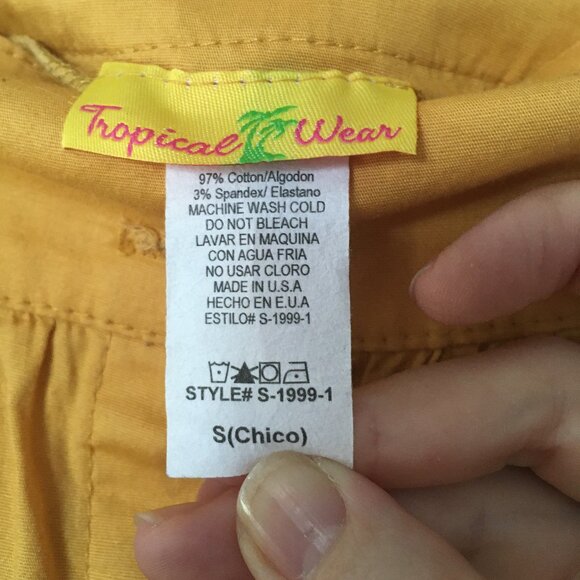 Tropical Wear
97% Cotton/Algodon
3% Spandex/ Elastano
MACHINE WASH COLD
DO NOT BLEACH
LAVAR EN MAQUINA
CON AGUA FRIA
NO USAR CLORO
MADE IN U.S.A
HECHO EN E.U.A
ESTILO# S-1999-1
STYLE# S-1999-1
S(Chico)